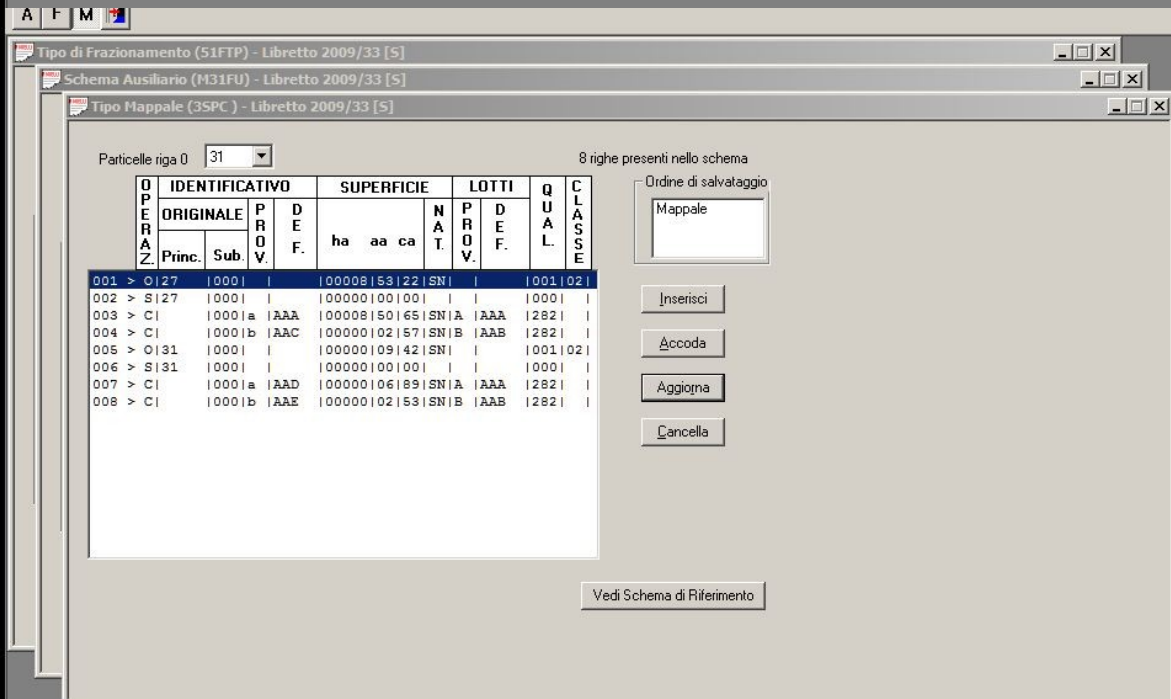 A F M
Tipo di Frazionamento (51FTP) - Libretto 2009/33 [S]
Schema Ausiliario (M31FU) - Libretto 2009/33 [S]
Tipo Mappale (3SPC ) - Libretto 2009/33 [S]
Particelle riga 0 31
8 righe presenti nello schema
OPERAZ. IDENTIFICATIVO SUPERFICIE LOTTI QUAL. CLASSE
ORIGINALE PROV. DEF. ha aa ca NAT. PROV. DEF.
Princ. Sub.
001 > O|27 |000| | |00008|53|22|SN| | |001|02|
002 > S|27 |000| | |00000|00|00| | | |000| |
003 > C| |000|a |AAA |00008|50|65|SN|A |AAA |282| |
004 > C| |000|b |AAC |00000|02|57|SN|B |AAB |282| |
005 > O|31 |000| | |00000|09|42|SN| | |001|02|
006 > S|31 |000| | |00000|00|00| | | |000| |
007 > C| |000|a |AAD |00000|06|89|SN|A |AAA |282| |
008 > C| |000|b |AAE |00000|02|53|SN|B |AAB |282| |
Ordine di salvataggio
Mappale
Inserisci
Accoda
Aggiorna
Cancella
Vedi Schema di Riferimento